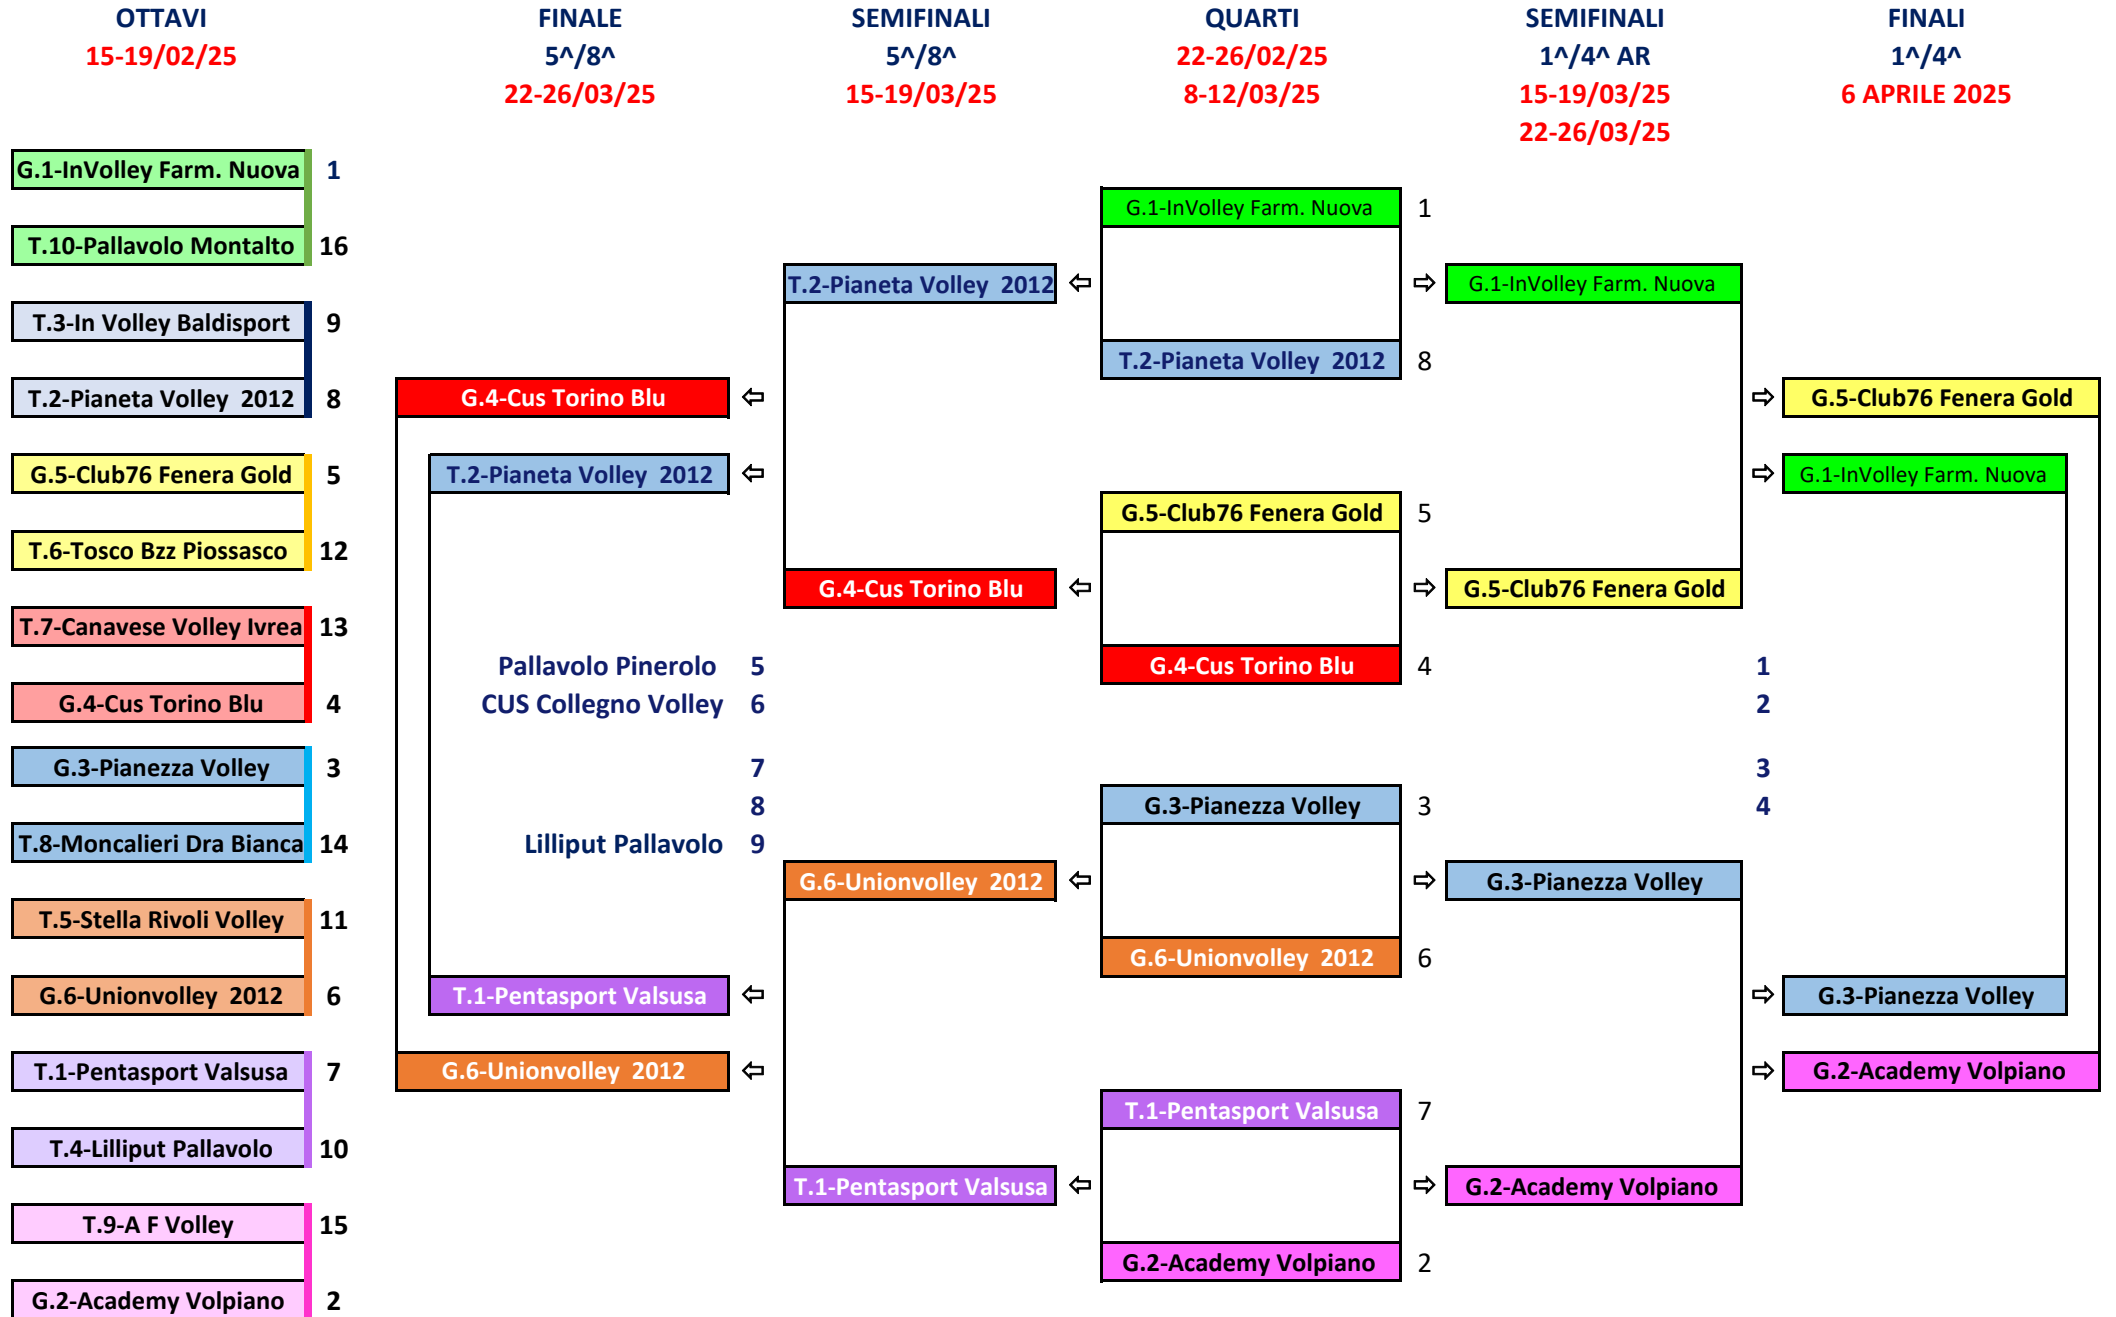 OTTAVI
15-19/02/25
FINALE
5^/8^
22-26/03/25
SEMIFINALI
5^/8^
15-19/03/25
QUARTI
22-26/02/25
8-12/03/25
SEMIFINALI
1^/4^ AR
15-19/03/25
22-26/03/25
FINALI
1^/4^
6 APRILE 2025
G.1-InVolley Farm. Nuova 1
T.10-Pallavolo Montalto 16
T.3-In Volley Baldisport 9
T.2-Pianeta Volley 2012 8
G.5-Club76 Fenera Gold 5
T.6-Tosco Bzz Piossasco 12
T.7-Canavese Volley Ivrea 13
G.4-Cus Torino Blu 4
G.3-Pianezza Volley 3
T.8-Moncalieri Dra Bianca 14
T.5-Stella Rivoli Volley 11
G.6-Unionvolley 2012 6
T.1-Pentasport Valsusa 7
T.4-Lilliput Pallavolo 10
T.9-A F Volley 15
G.2-Academy Volpiano 2
G.4-Cus Torino Blu ⇦
T.2-Pianeta Volley 2012 ⇦
Pallavolo Pinerolo 5
CUS Collegno Volley 6
7
8
Lilliput Pallavolo 9
T.1-Pentasport Valsusa ⇦
G.6-Unionvolley 2012 ⇦
T.2-Pianeta Volley 2012 ⇦
G.4-Cus Torino Blu ⇦
G.6-Unionvolley 2012 ⇦
T.1-Pentasport Valsusa ⇦
G.1-InVolley Farm. Nuova 1
T.2-Pianeta Volley 2012 8
G.5-Club76 Fenera Gold 5
G.4-Cus Torino Blu 4
G.3-Pianezza Volley 3
G.6-Unionvolley 2012 6
T.1-Pentasport Valsusa 7
G.2-Academy Volpiano 2
⇨ G.1-InVolley Farm. Nuova
⇨ G.5-Club76 Fenera Gold
⇨ G.3-Pianezza Volley
⇨ G.2-Academy Volpiano
⇨ G.5-Club76 Fenera Gold
⇨ G.1-InVolley Farm. Nuova
1
2
3
4
⇨ G.3-Pianezza Volley
⇨ G.2-Academy Volpiano